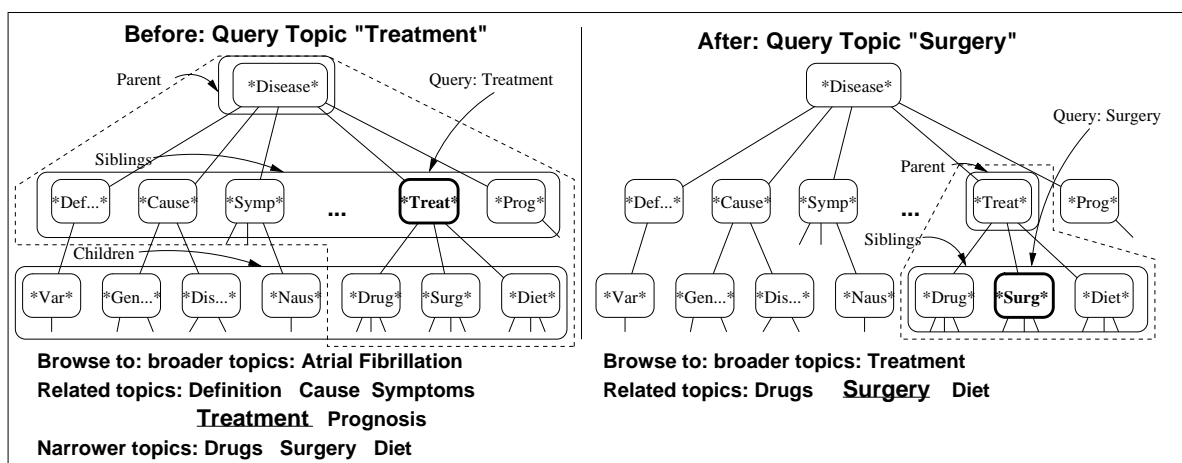 Before: Query Topic "Treatment"
Parent
*Disease*
Query: Treatment
Siblings
*Def...* *Cause* *Symp* ... *Treat* *Prog*
Children
*Var* *Gen...* *Dis...* *Naus* *Drug* *Surg* *Diet*
Browse to: broader topics: Atrial Fibrillation
Related topics: Definition Cause Symptoms
Treatment Prognosis
Narrower topics: Drugs Surgery Diet
After: Query Topic "Surgery"
*Disease*
Query: Surgery
Parent
*Def...* *Cause* *Symp* ... *Treat* *Prog*
Siblings
*Var* *Gen...* *Dis...* *Naus* *Drug* *Surg* *Diet*
Browse to: broader topics: Treatment
Related topics: Drugs Surgery Diet